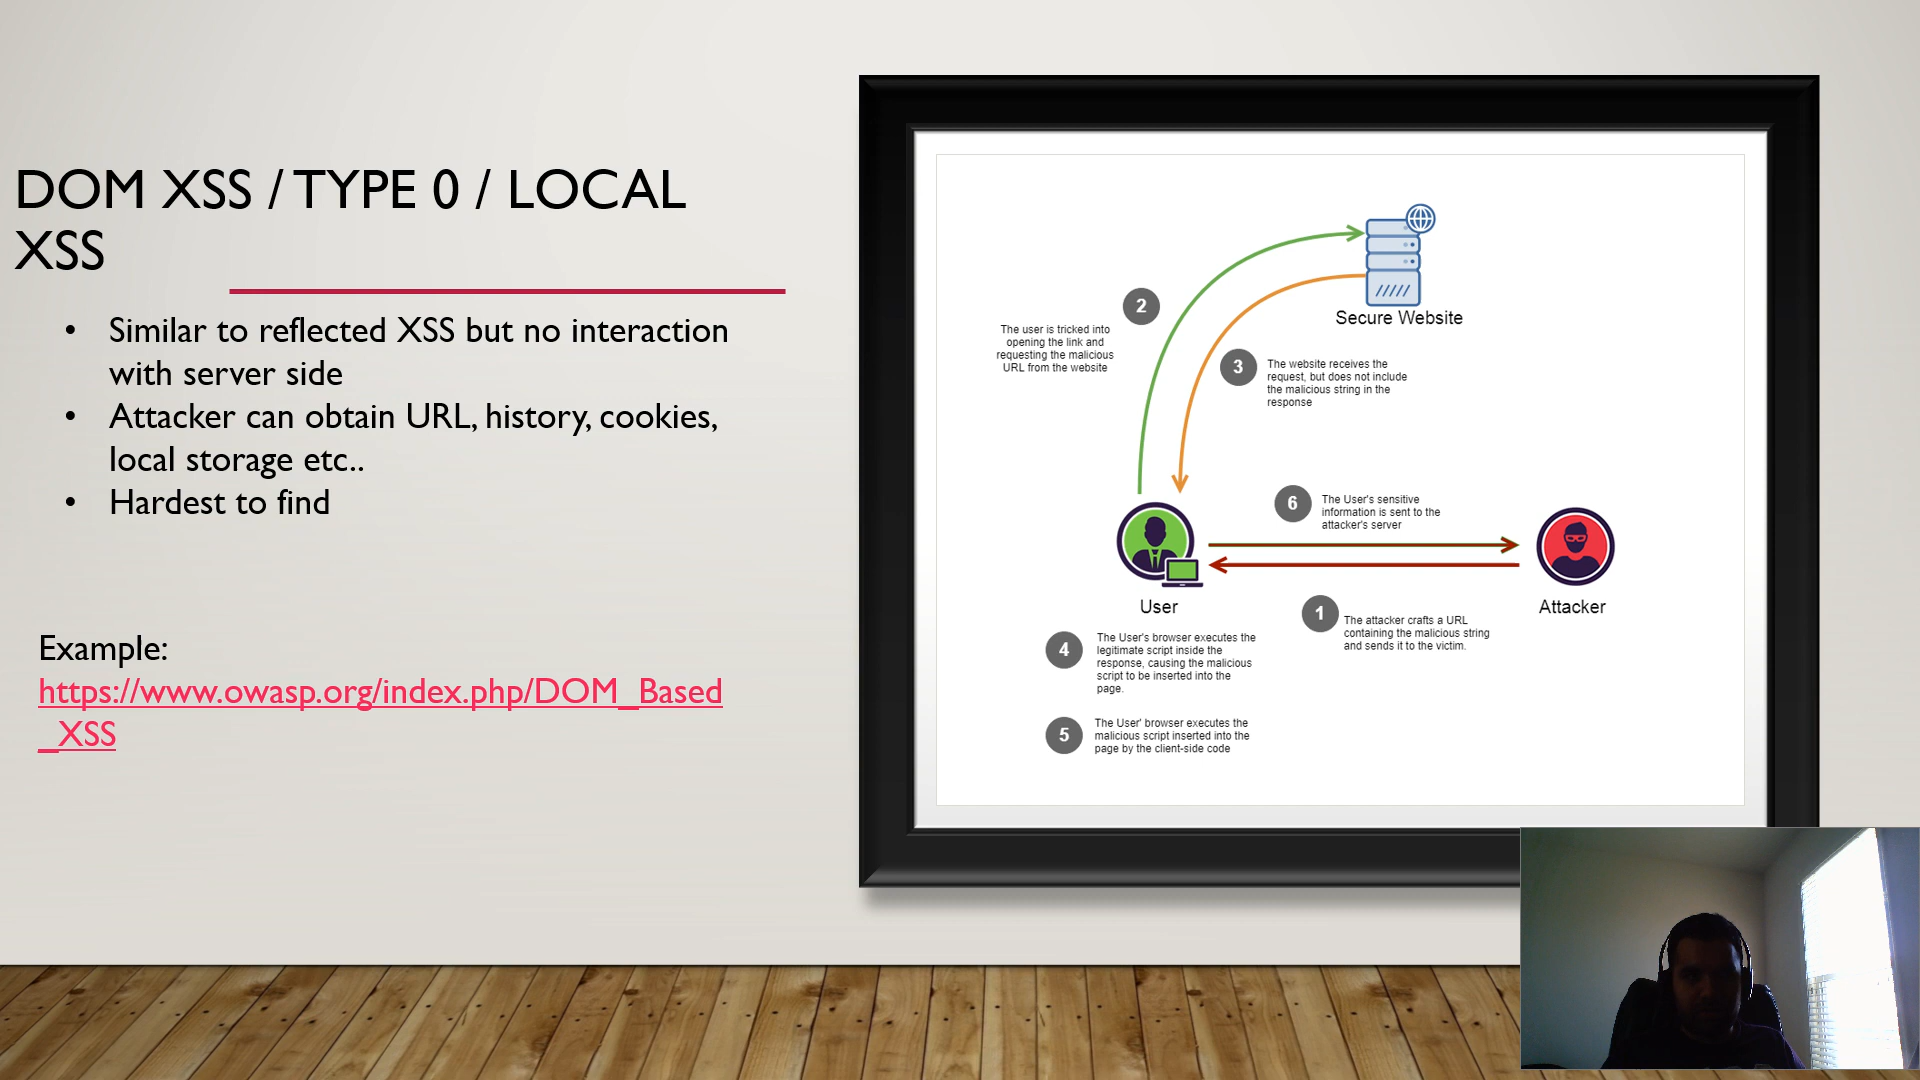 DOM XSS / TYPE 0 / LOCAL
XSS
• Similar to reflected XSS but no interaction
with server side
• Attacker can obtain URL, history, cookies,
local storage etc..
• Hardest to find
Example:
https://www.owasp.org/index.php/DOM_Based
_XSS
Secure Website
2
The user is tricked into
opening the link and
requesting the malicious
URL from the website
3
The website receives the
request, but does not include
the malicious string in the
response
6
The User's sensitive
information is sent to the
attacker's server
User
Attacker
1
The attacker crafts a URL
containing the malicious string
and sends it to the victim.
4
The User's browser executes the
legitimate script inside the
response, causing the malicious
script to be inserted into the
page.
5
The User' browser executes the
malicious script inserted into the
page by the client-side code